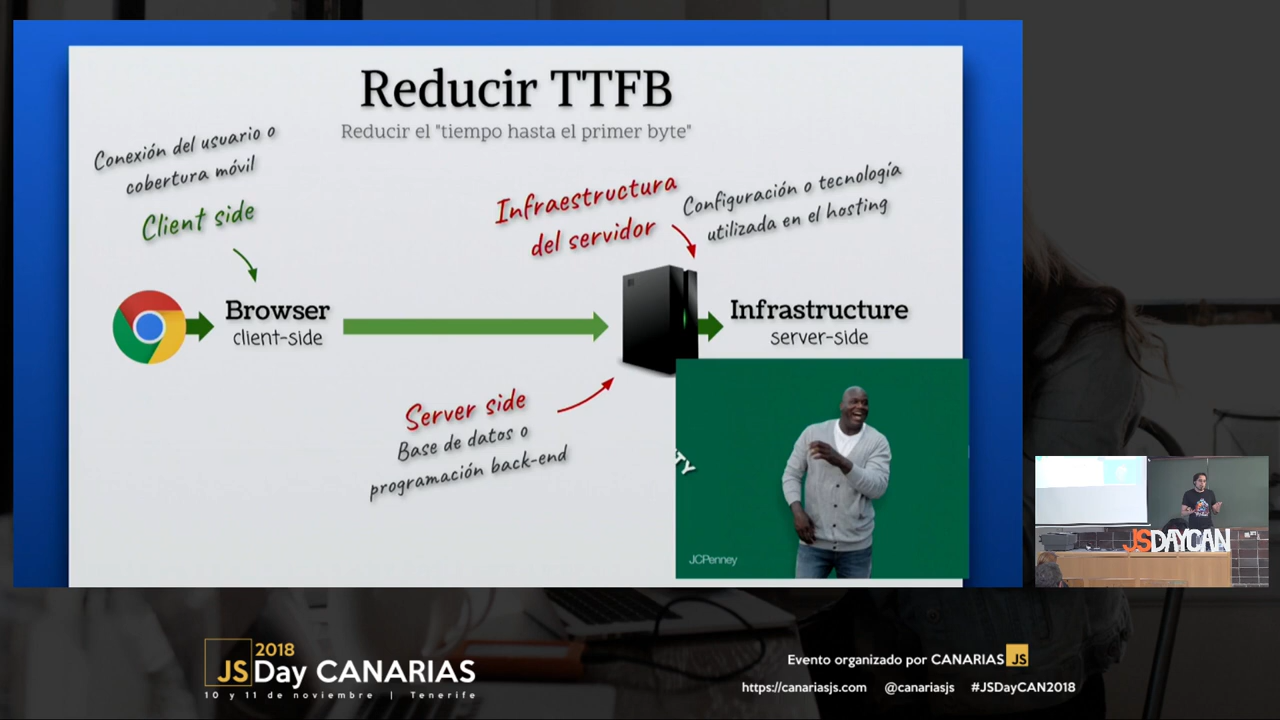 Reducir TTFB
Reducir el "tiempo hasta el primer byte"
Conexión del usuario o
cobertura móvil
Client side
Infraestructura
del servidor
Configuración o tecnología
utilizada en el hosting
Browser
client-side
Infrastructure
server-side
Server side
Base de datos o
programación back-end
TY
JCPenney
JSDAYCAN
2018
JSDay CANARIAS
10 y 11 de noviembre | Tenerife
Evento organizado por CANARIAS JS
https://canariasjs.com @canariasjs #JSDayCAN2018